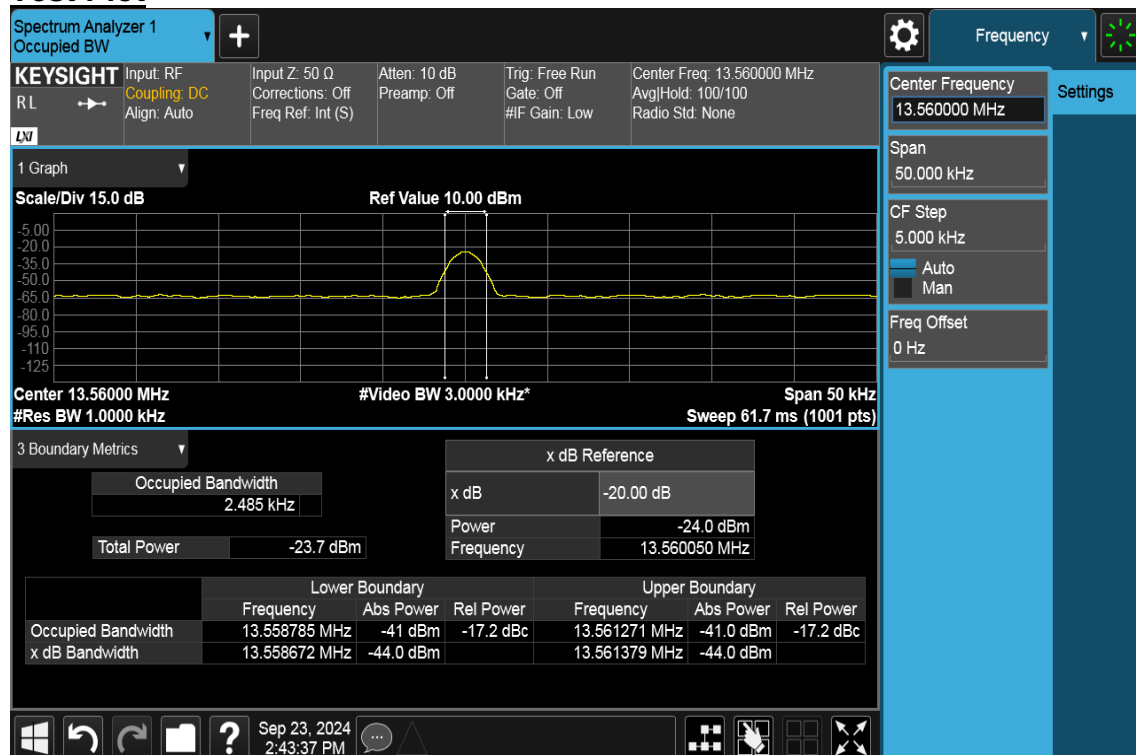 Spectrum Analyzer 1
Occupied BW
Frequency
KEYSIGHT
R L
LXI
Input: RF
Coupling: DC
Align: Auto
Input Z: 50 Ω
Corrections: Off
Freq Ref: Int (S)
Atten: 10 dB
Preamp: Off
Trig: Free Run
Gate: Off
#IF Gain: Low
Center Freq: 13.560000 MHz
Avg|Hold: 100/100
Radio Std: None
Center Frequency
13.560000 MHz
Settings
Span
50.000 kHz
CF Step
5.000 kHz
Auto
Man
Freq Offset
0 Hz
1 Graph
Scale/Div 15.0 dB Ref Value 10.00 dBm
-5.00
-20.0
-35.0
-50.0
-65.0
-80.0
-95.0
-110
-125
Center 13.56000 MHz #Video BW 3.0000 kHz* Span 50 kHz
#Res BW 1.0000 kHz Sweep 61.7 ms (1001 pts)
3 Boundary Metrics
Occupied Bandwidth
2.485 kHz
Total Power -23.7 dBm
x dB Reference
x dB -20.00 dB
Power -24.0 dBm
Frequency 13.560050 MHz
Lower Boundary Upper Boundary
Frequency Abs Power Rel Power Frequency Abs Power Rel Power
Occupied Bandwidth 13.558785 MHz -41 dBm -17.2 dBc 13.561271 MHz -41.0 dBm -17.2 dBc
x dB Bandwidth 13.558672 MHz -44.0 dBm 13.561379 MHz -44.0 dBm
?
Sep 23, 2024
2:43:37 PM